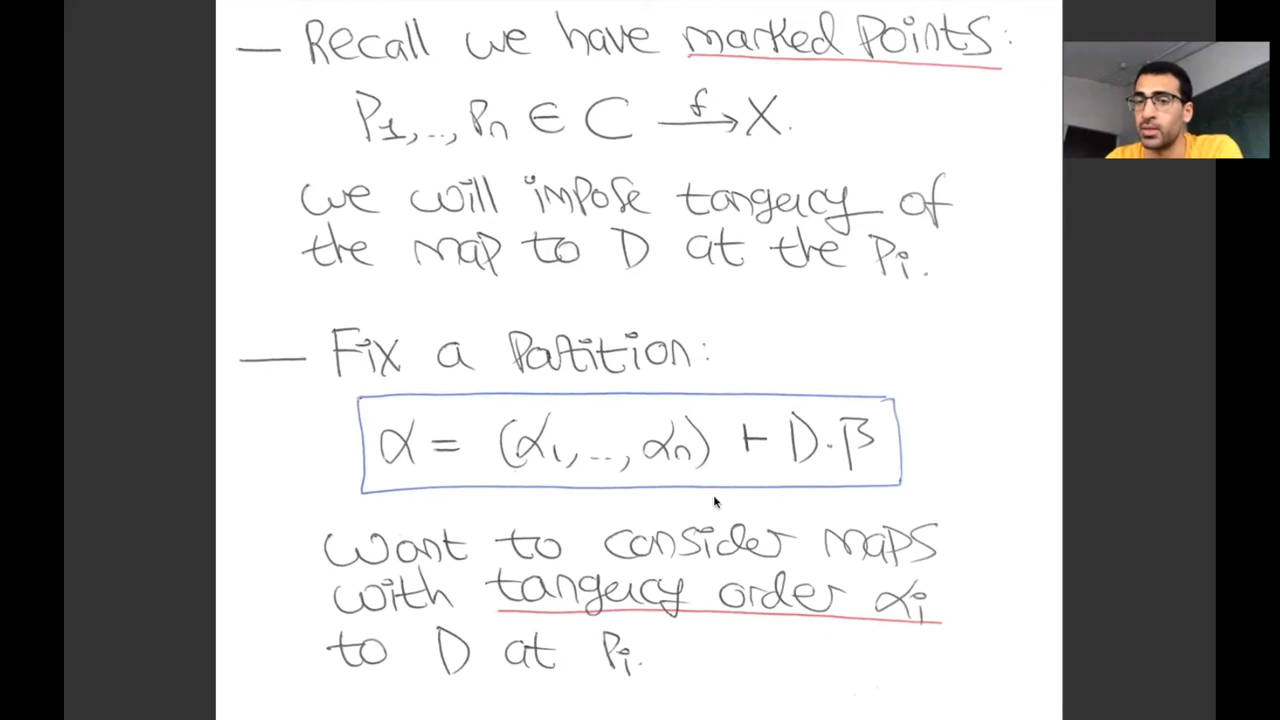 — Recall we have marked points:
P₁,..,Pₙ ∈ C —f→ X.
we will impose tangency of
the map to D at the Pᵢ.
— Fix a Partition:
α = (α₁,..,αₙ) ⊢ D·β
Want to consider maps
with tangency order αᵢ
to D at Pᵢ.